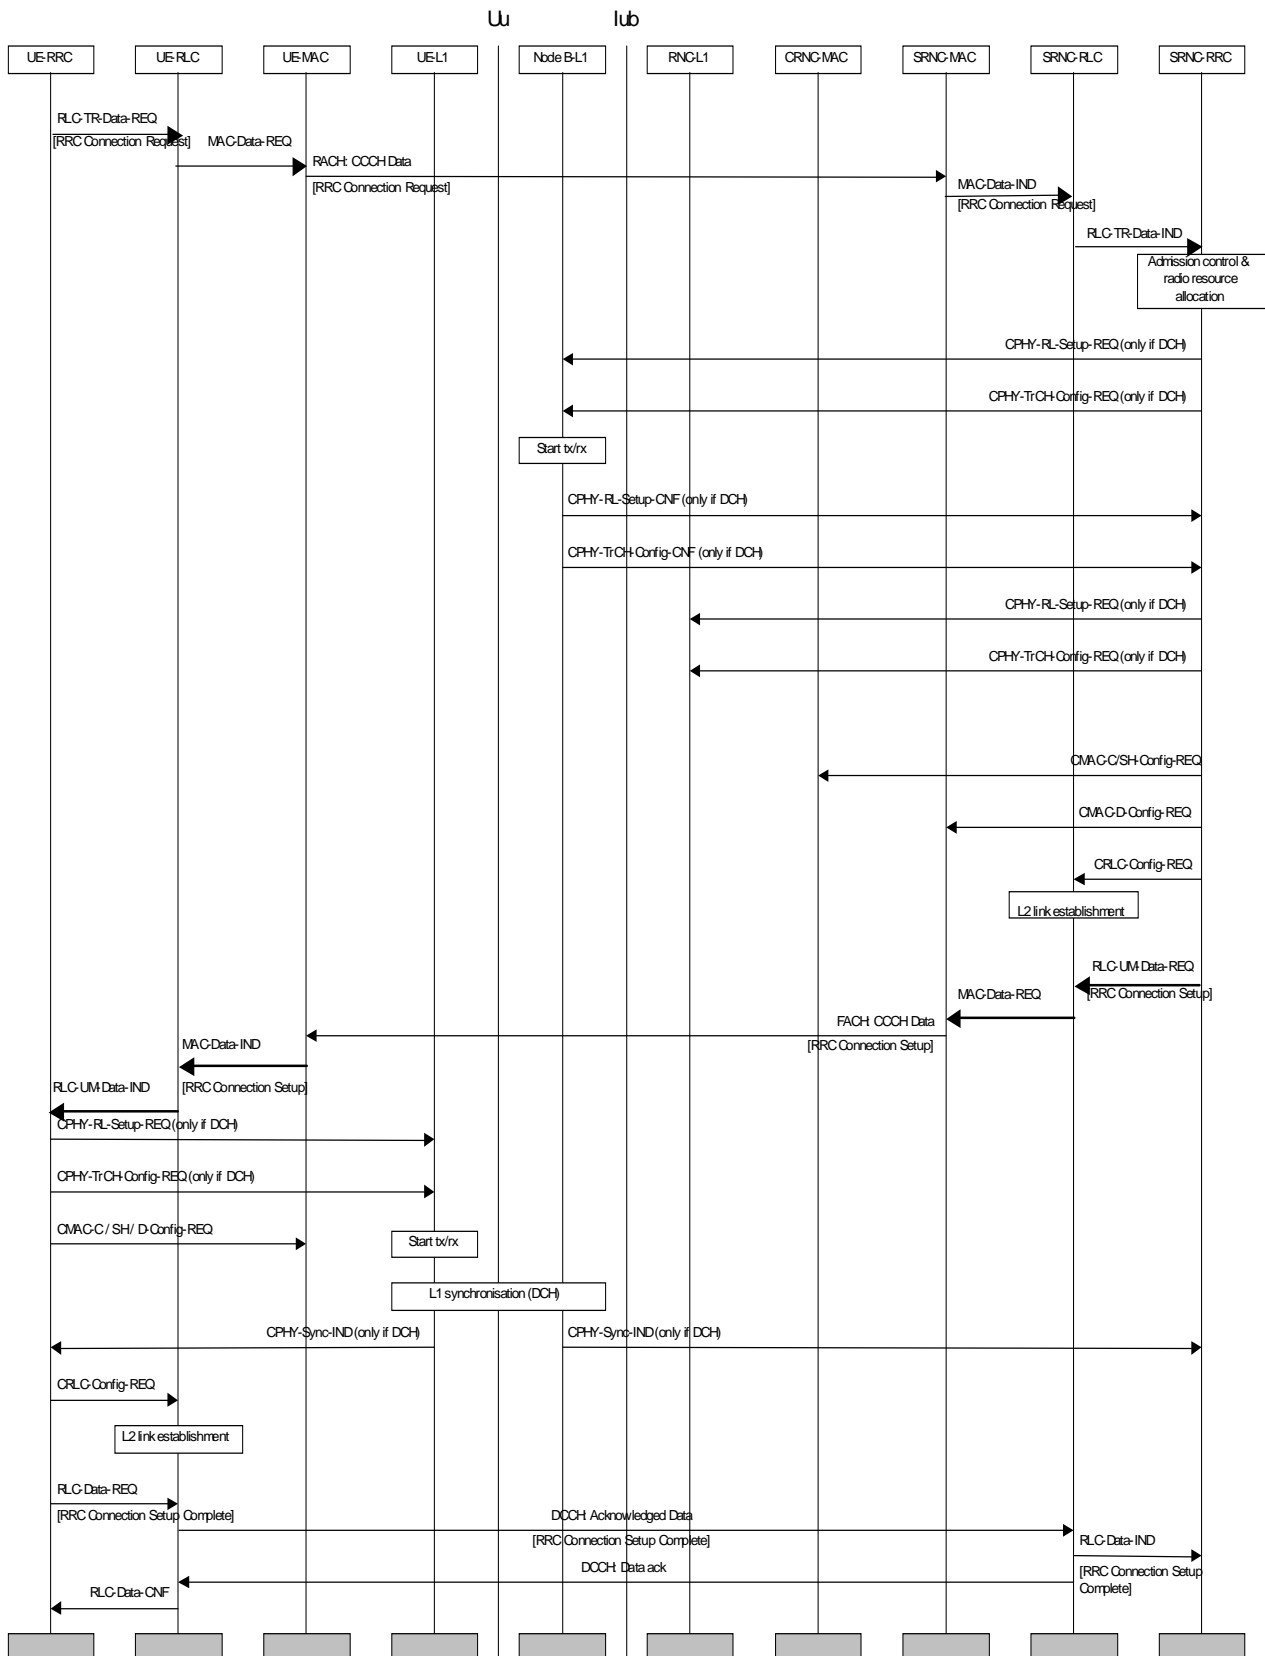 Uu Iub
UE-RRC UE-RLC UE-MAC UE-L1 Node B-L1 RNC-L1 CRNC-MAC SRNC-MAC SRNC-RLC SRNC-RRC
RLC-TR-Data-REQ
[RRC Connection Request] MAC-Data-REQ
RACH: CCCH Data
[RRC Connection Request]
MAC-Data-IND
[RRC Connection Request]
RLC-TR-Data-IND
Admission control &
radio resource
allocation
CPHY-RL-Setup-REQ (only if DCH)
CPHY-TrCH-Config-REQ (only if DCH)
Start tx/rx
CPHY-RL-Setup-CNF (only if DCH)
CPHY-TrCH-Config-CNF (only if DCH)
CPHY-RL-Setup-REQ (only if DCH)
CPHY-TrCH-Config-REQ (only if DCH)
CMAC-C/SH-Config-REQ
CMAC-D-Config-REQ
CRLC-Config-REQ
L2 link establishment
RLC-UM-Data-REQ
[RRC Connection Setup]
MAC-Data-REQ
FACH: CCCH Data
[RRC Connection Setup]
MAC-Data-IND
[RRC Connection Setup]
RLC-UM-Data-IND
CPHY-RL-Setup-REQ (only if DCH)
CPHY-TrCH-Config-REQ (only if DCH)
CMAC-C / SH / D-Config-REQ
Start tx/rx
L1 synchronisation (DCH)
CPHY-Sync-IND (only if DCH) CPHY-Sync-IND (only if DCH)
CRLC-Config-REQ
L2 link establishment
RLC-Data-REQ
[RRC Connection Setup Complete]
DCCH: Acknowledged Data
[RRC Connection Setup Complete]
RLC-Data-IND
[RRC Connection Setup
Complete]
DCCH: Data ack
RLC-Data-CNF